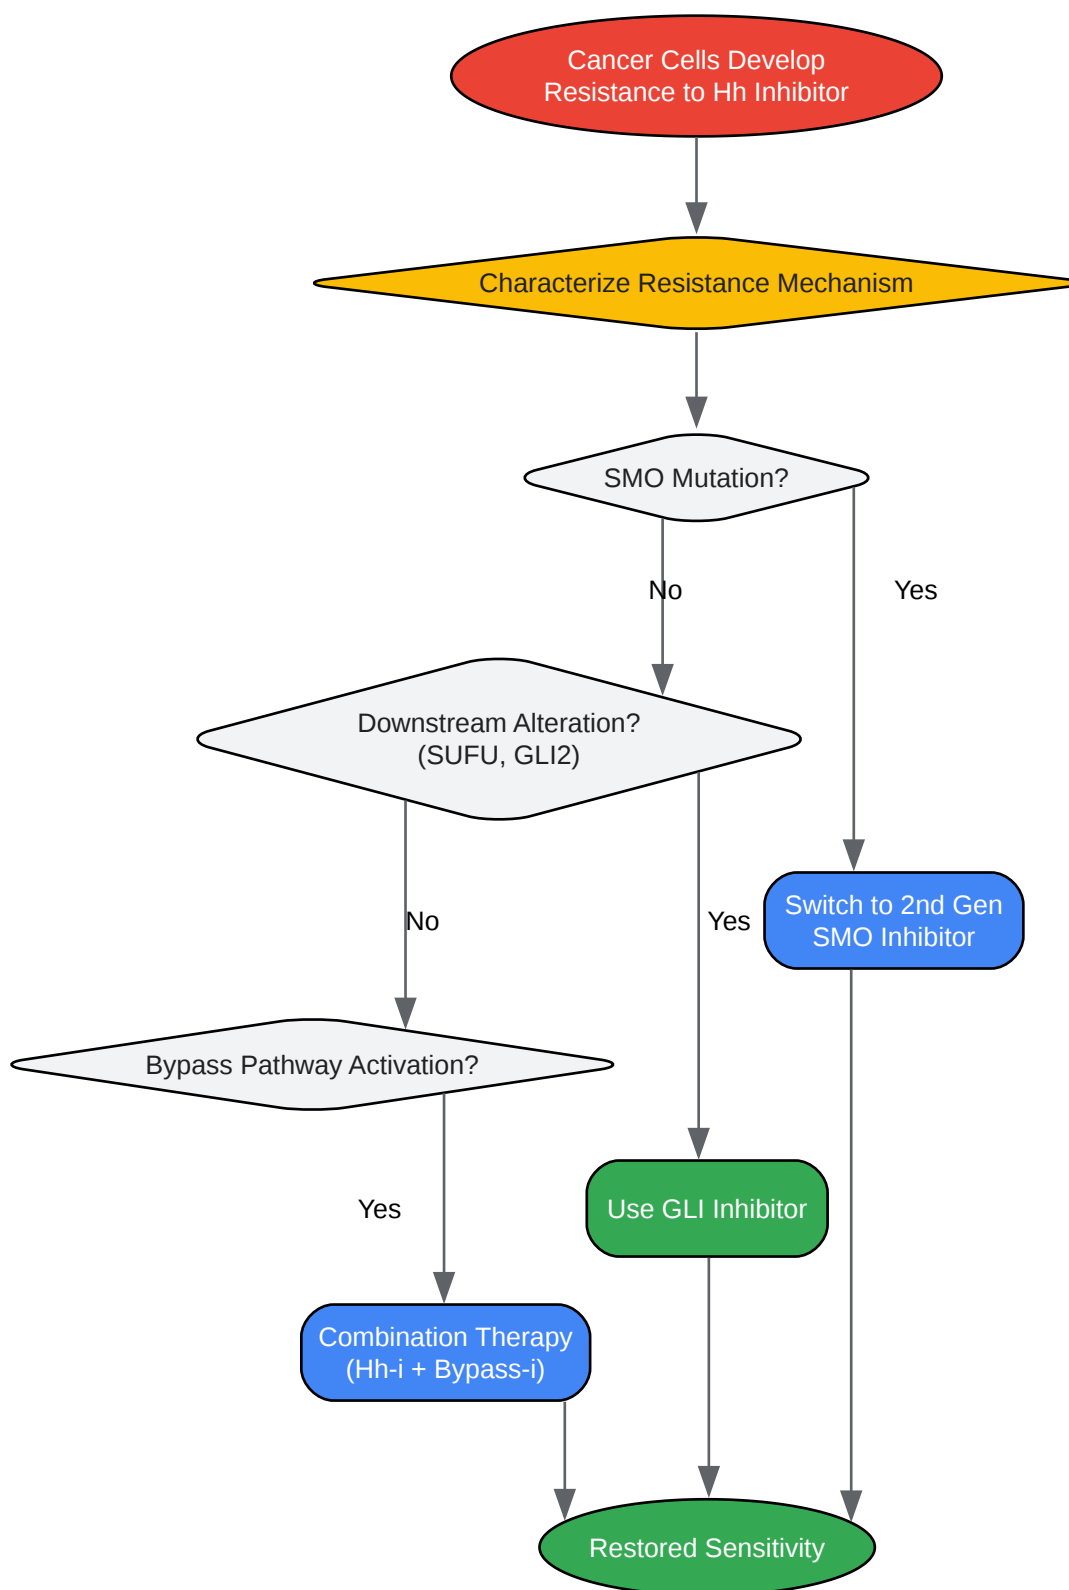 Cancer Cells Develop
Resistance to Hh Inhibitor
Characterize Resistance Mechanism
SMO Mutation?
No
Yes
Downstream Alteration?
(SUFU, GLI2)
Switch to 2nd Gen
SMO Inhibitor
No
Yes
Bypass Pathway Activation?
Yes
Use GLI Inhibitor
Combination Therapy
(Hh-i + Bypass-i)
Restored Sensitivity